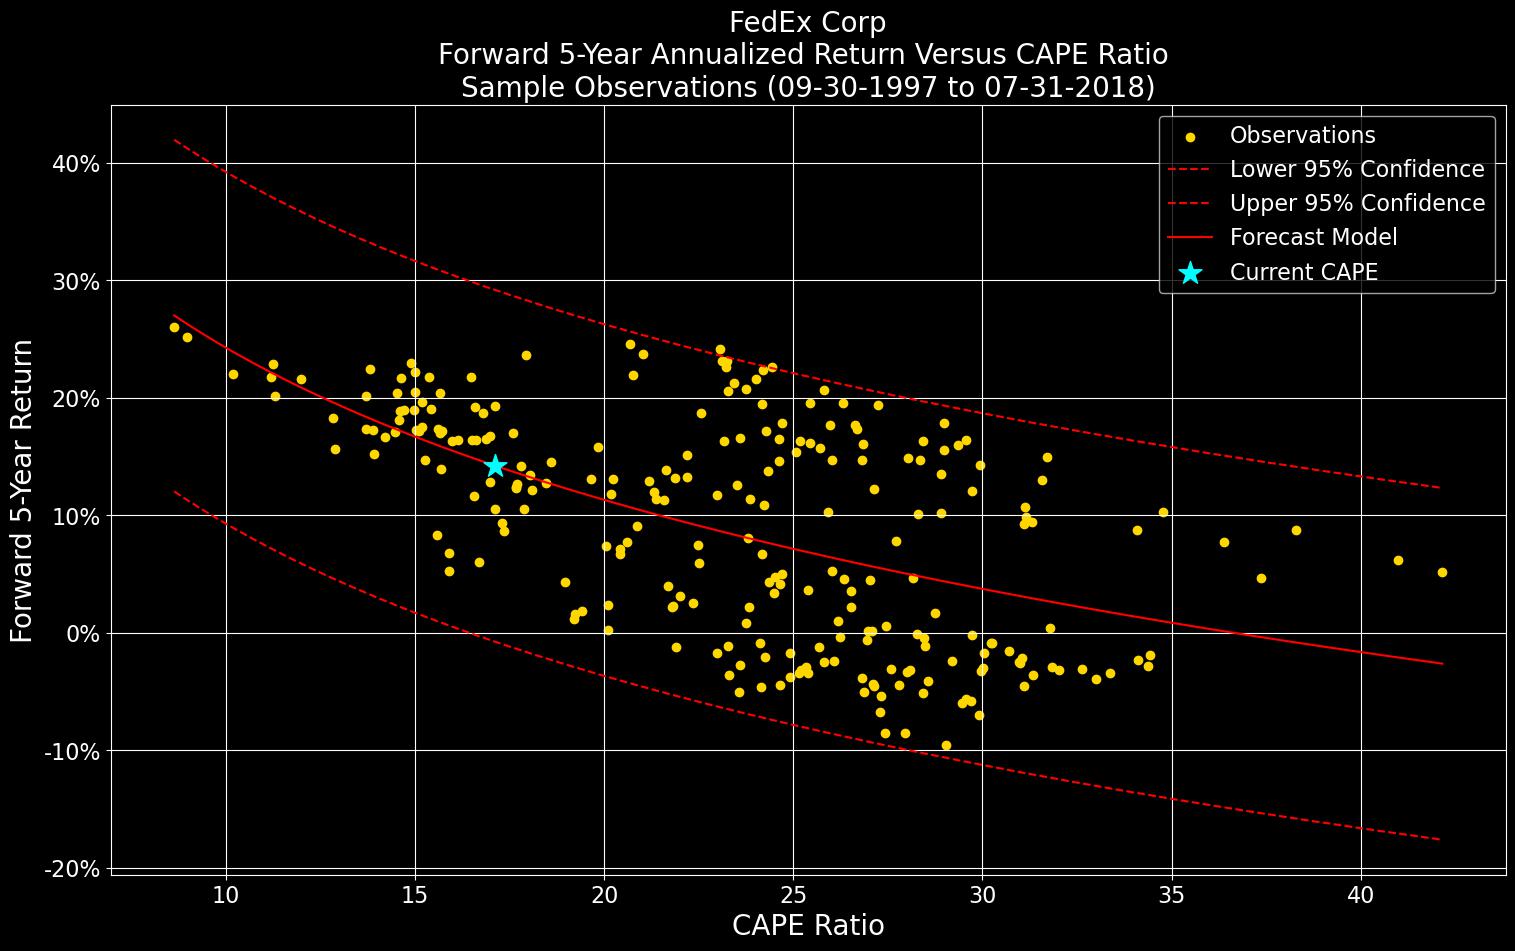 FedEx Corp
Forward 5-Year Annualized Return Versus CAPE Ratio
Sample Observations (09-30-1997 to 07-31-2018)
Observations
Lower 95% Confidence
Upper 95% Confidence
Forecast Model
Current CAPE
Forward 5-Year Return
40%
30%
20%
10%
0%
-10%
-20%
10 15 20 25 30 35 40
CAPE Ratio